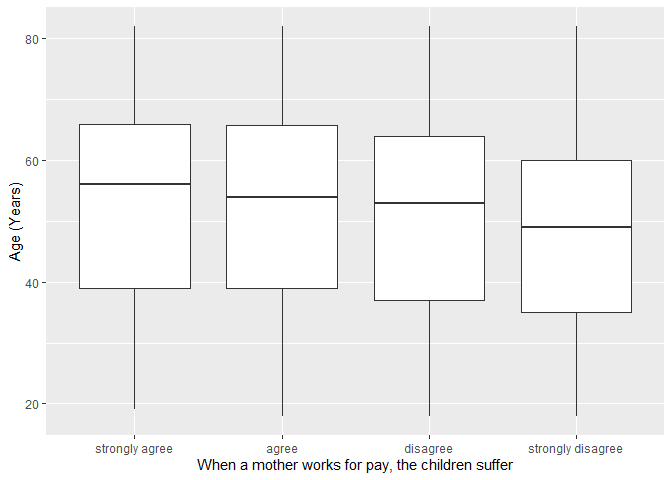 Age (Years)
80
60
40
20
strongly agree
agree
disagree
strongly disagree
When a mother works for pay, the children suffer